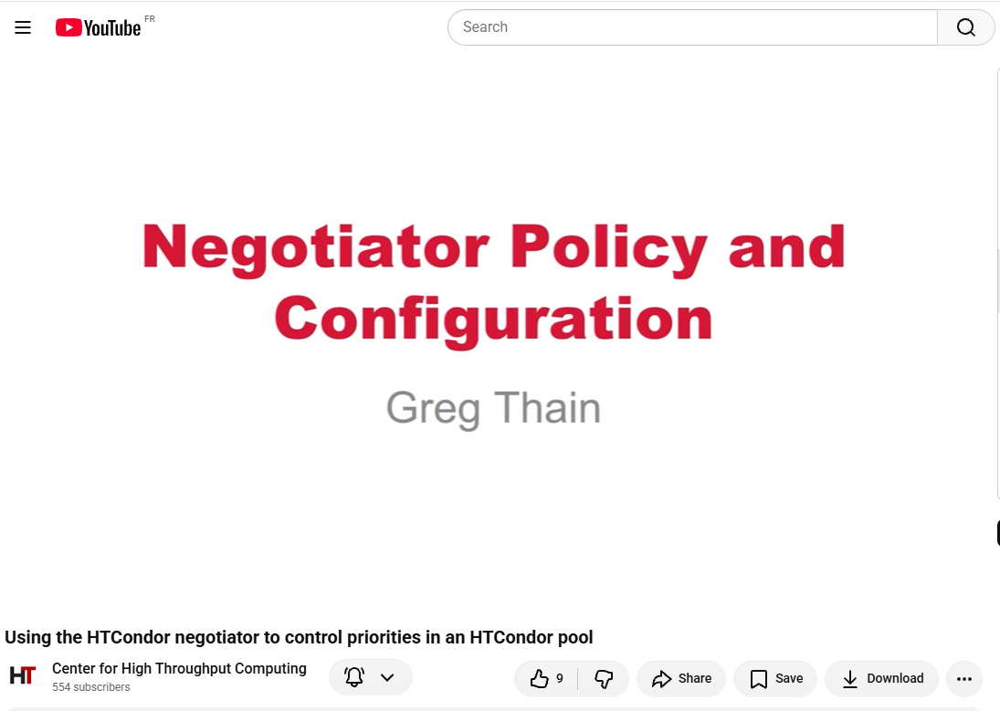 YouTube FR
Search
Negotiator Policy and
Configuration
Greg Thain
Using the HTCondor negotiator to control priorities in an HTCondor pool
HT
Center for High Throughput Computing
554 subscribers
9
Share
Save
Download